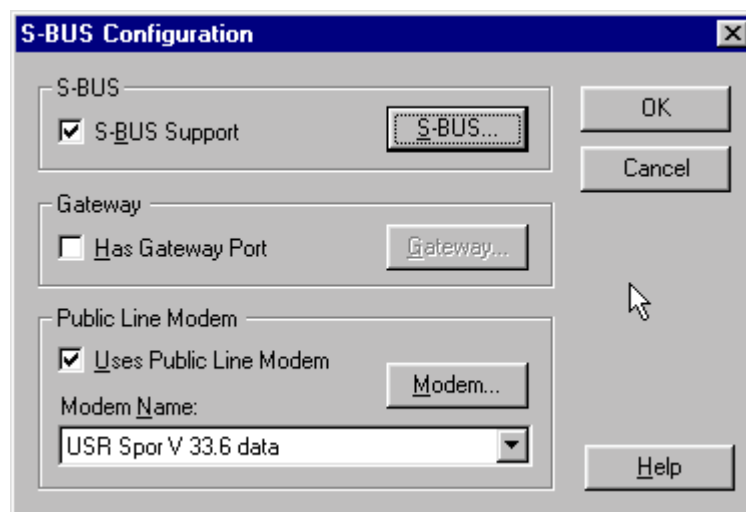 S-BUS Configuration
S-BUS
S-BUS Support
S-BUS...
OK
Cancel
Gateway
Has Gateway Port
Gateway...
Public Line Modem
Uses Public Line Modem
Modem...
Modem Name:
USR Spor V 33.6 data
Help